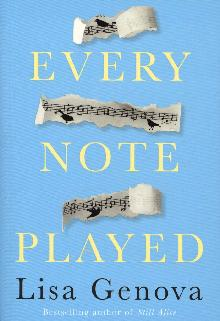 EVERY
NOTE
PLAYED
Lisa Genova
Bestselling author of Still Alice